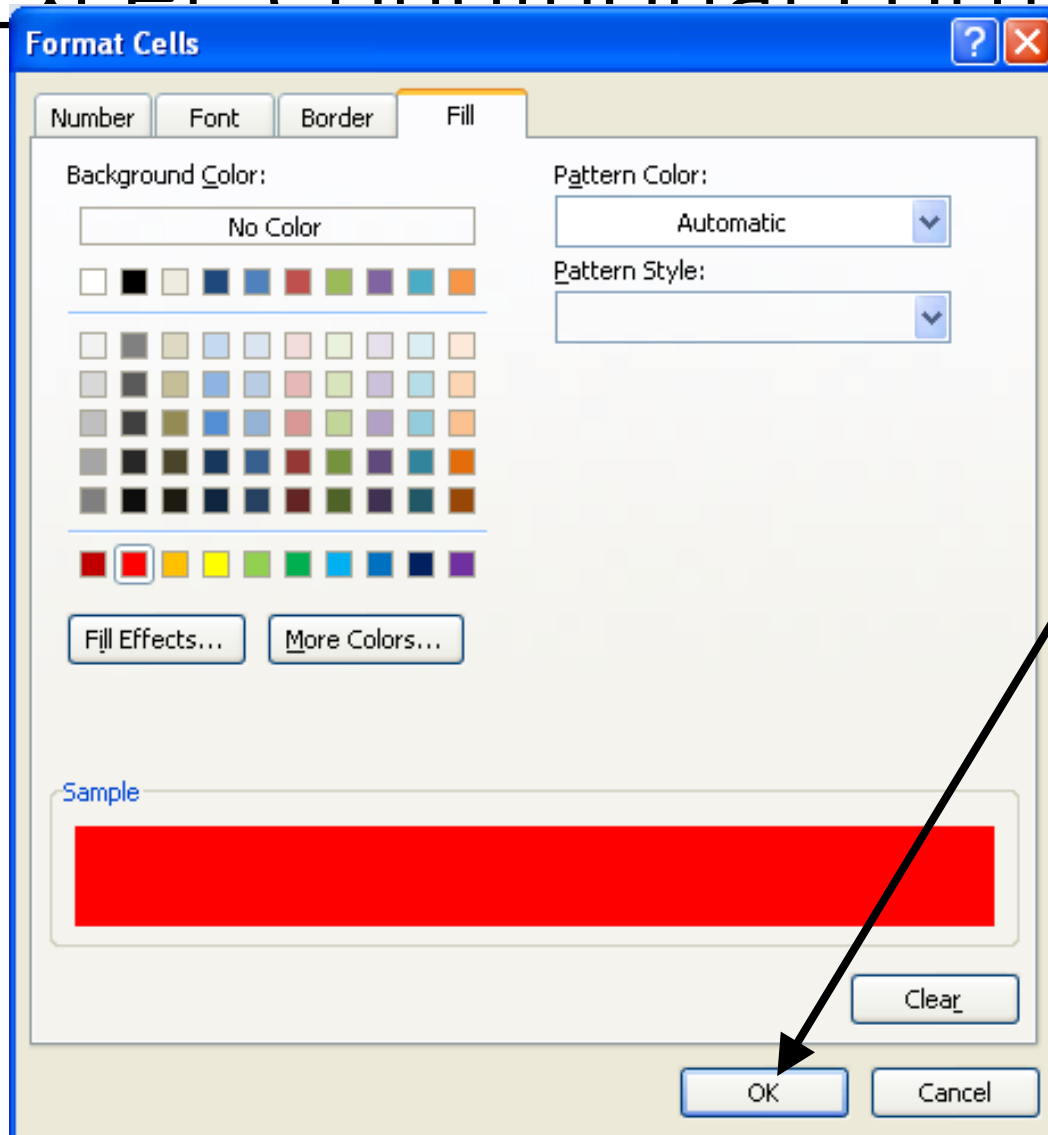 Format Cells
Number Font Border Fill
Background Color:
No Color
Pattern Color:
Automatic
Pattern Style:
Fill Effects... More Colors...
Sample
Clear
OK Cancel